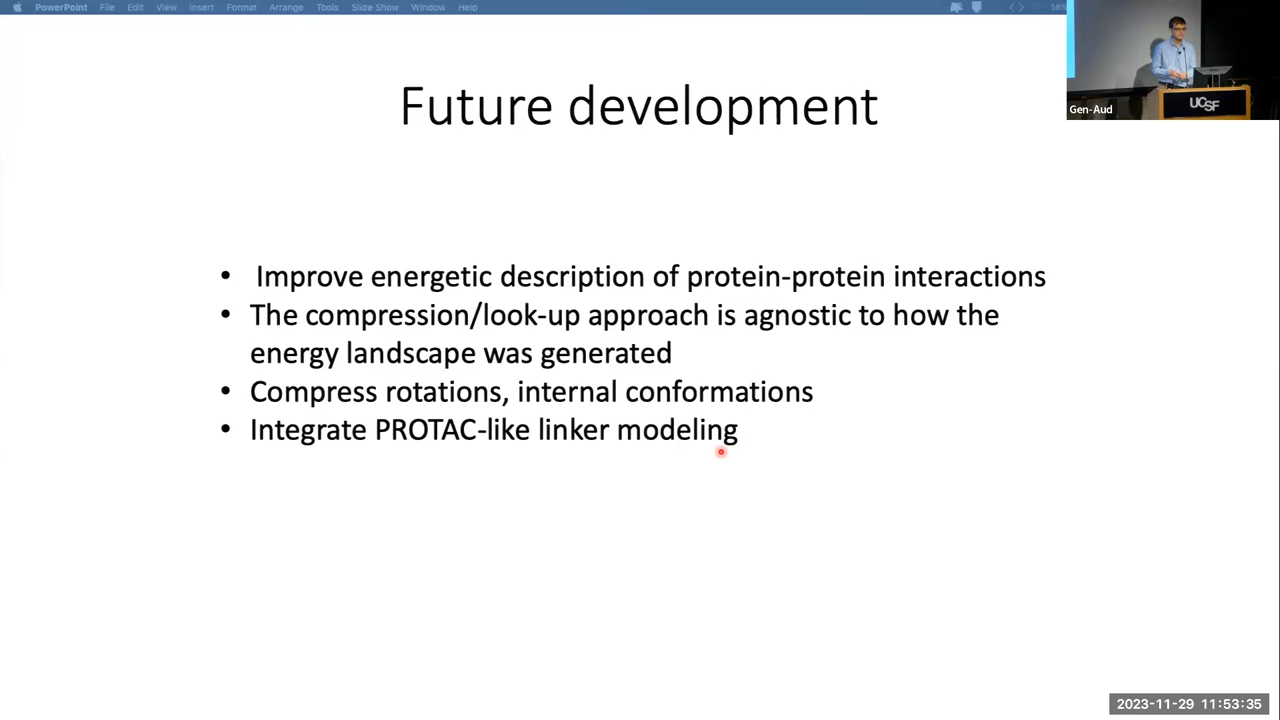 PowerPoint File Edit View Insert Format Arrange Tools Slide Show Window Help
Gen-Aud
UCSF
Future development
• Improve energetic description of protein-protein interactions
• The compression/look-up approach is agnostic to how the
energy landscape was generated
• Compress rotations, internal conformations
• Integrate PROTAC-like linker modeling
2023-11-29 11:53:35